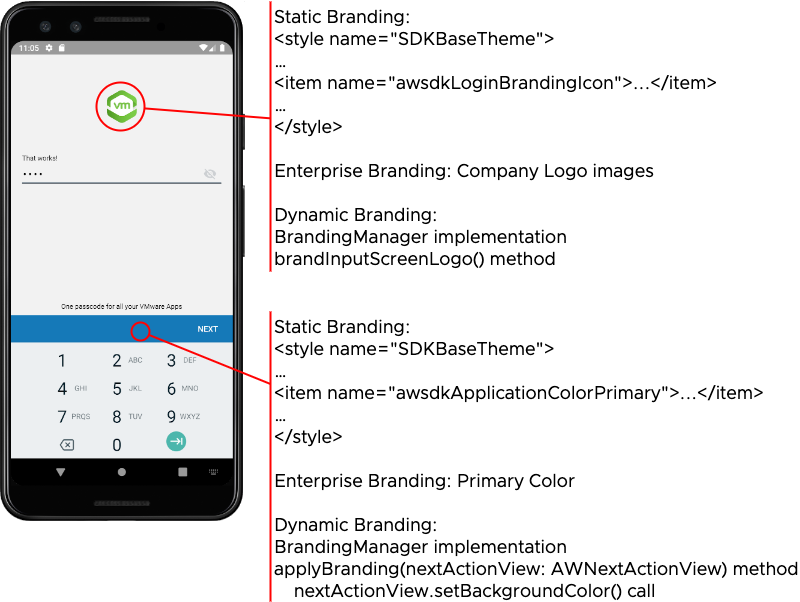 11:05
vm
That works!
One passcode for all your VMware Apps
NEXT
1
2 ABC
3 DEF
4 GHI
5 JKL
6 MNO
7 PQRS
8 TUV
9 WXYZ
0
Static Branding:
<style name="SDKBaseTheme">
...
<item name="awsdkLoginBrandingIcon">...</item>
...
</style>
Enterprise Branding: Company Logo images
Dynamic Branding:
BrandingManager implementation
brandInputScreenLogo() method
Static Branding:
<style name="SDKBaseTheme">
...
<item name="awsdkApplicationColorPrimary">...</item>
...
</style>
Enterprise Branding: Primary Color
Dynamic Branding:
BrandingManager implementation
applyBranding(nextActionView: AWNextActionView) method
nextActionView.setBackgroundColor() call